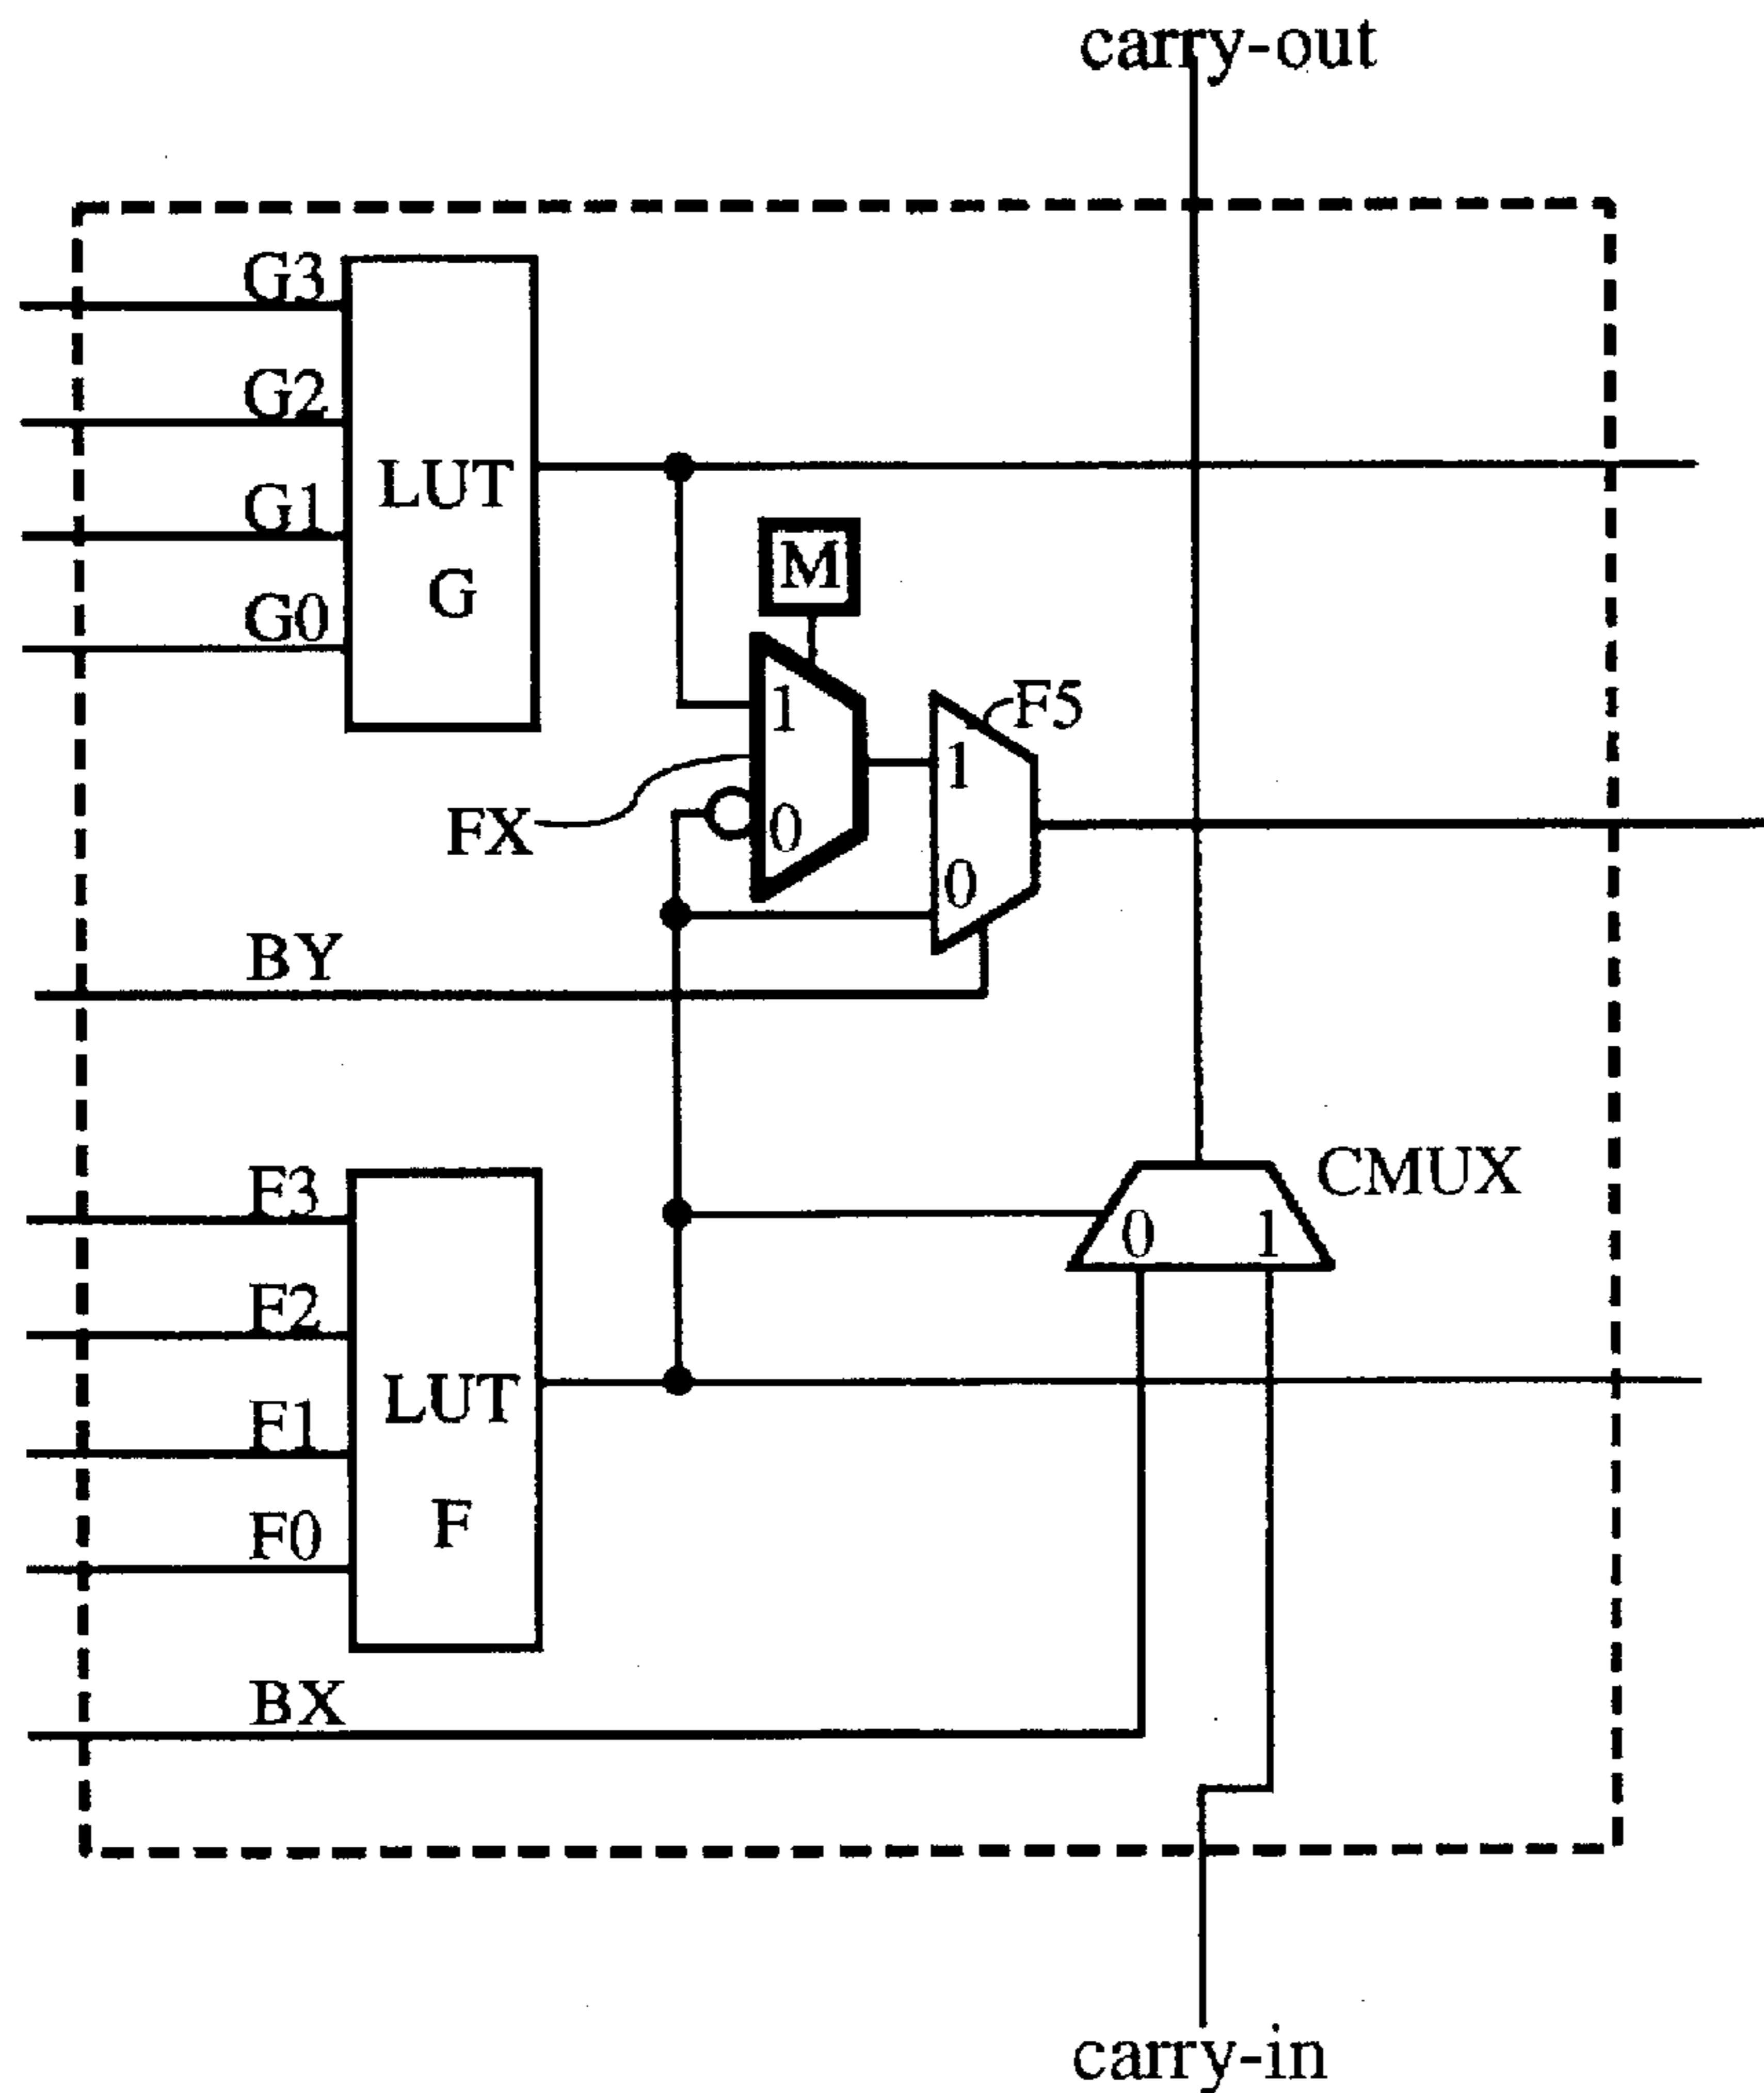 carry-out
G3
G2
G1
G0
LUT
G
M
1
0
FX
F5
1
0
BY
F3
F2
F1
F0
LUT
F
CMUX
0 1
BX
carry-in